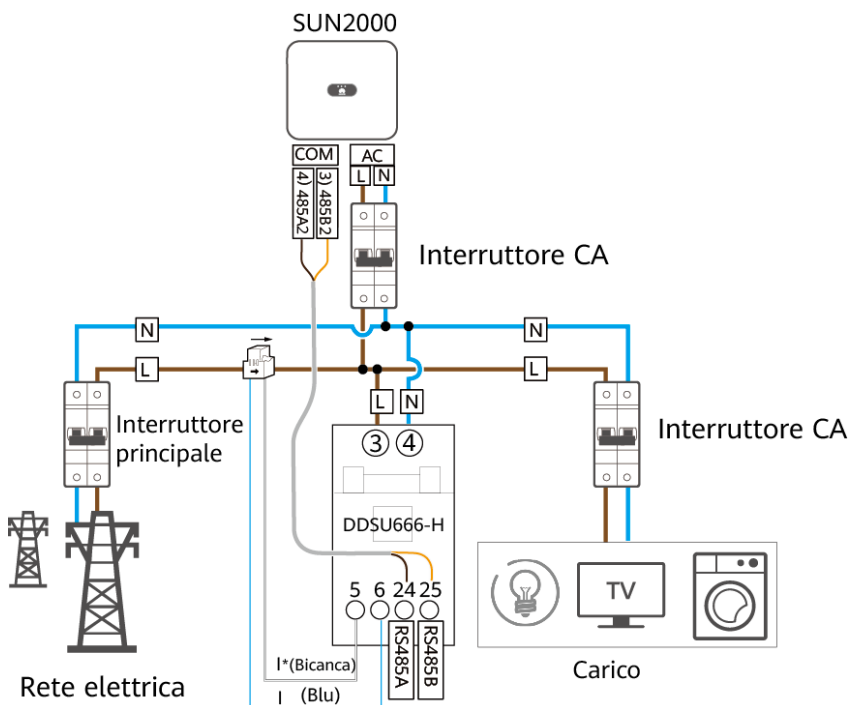 SUN2000
COM
AC
L N
4) 485A2
3) 485B2
Interruttore CA
N
N
L
L
L N
Interruttore
principale
3 4
Interruttore CA
DDSU666-H
5 6 24 25
TV
RS485A
RS485B
I*(Bicanca)
I (Blu)
Carico
Rete elettrica